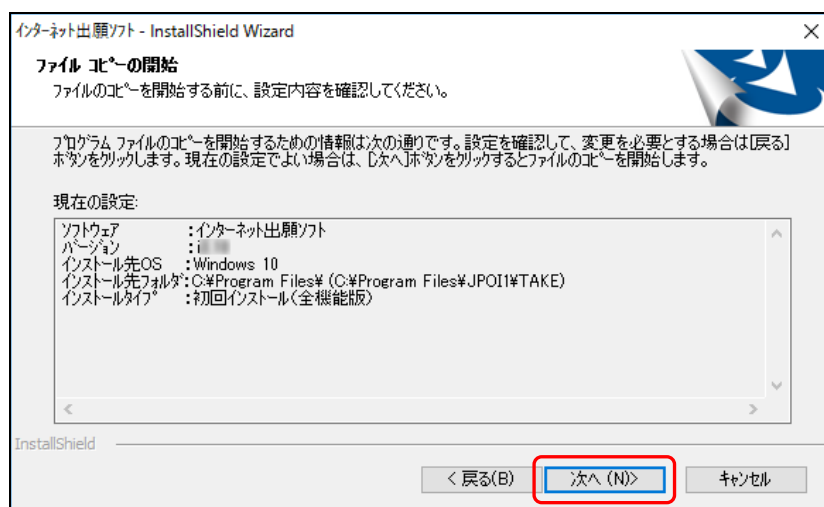 インターネット出願ソフト - InstallShield Wizard
ファイル コピーの開始
ファイルのコピーを開始する前に、設定内容を確認してください。
プログラム ファイルのコピーを開始するための情報は次の通りです。設定を確認して、変更を必要とする場合は[戻る]
ボタンをクリックします。現在の設定でよい場合は、[次へ]ボタンをクリックするとファイルのコピーを開始します。
現在の設定:
ソフトウェア :インターネット出願ソフト
バージョン :i
インストール先OS :Windows 10
インストール先フォルダ:C:¥Program Files¥ (C:¥Program Files¥JPOI1¥TAKE)
インストールタイプ :初回インストール(全機能版)
InstallShield
< 戻る(B)
次へ (N)>
キャンセル